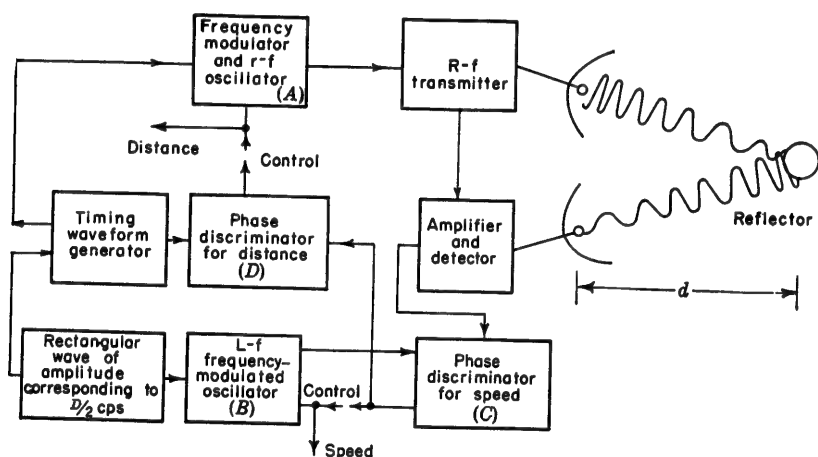 Frequency
modulator
and r-f
oscillator
(A)
R-f
transmitter
Distance
Control
Timing
waveform
generator
Phase
discriminator
for distance
(D)
Amplifier
and
detector
Reflector
d
Rectangular
wave of
amplitude
corresponding to
D/2 cps
L-f
frequency-
modulated
oscillator
(B)
Control
Speed
Phase
discriminator
for speed
(C)